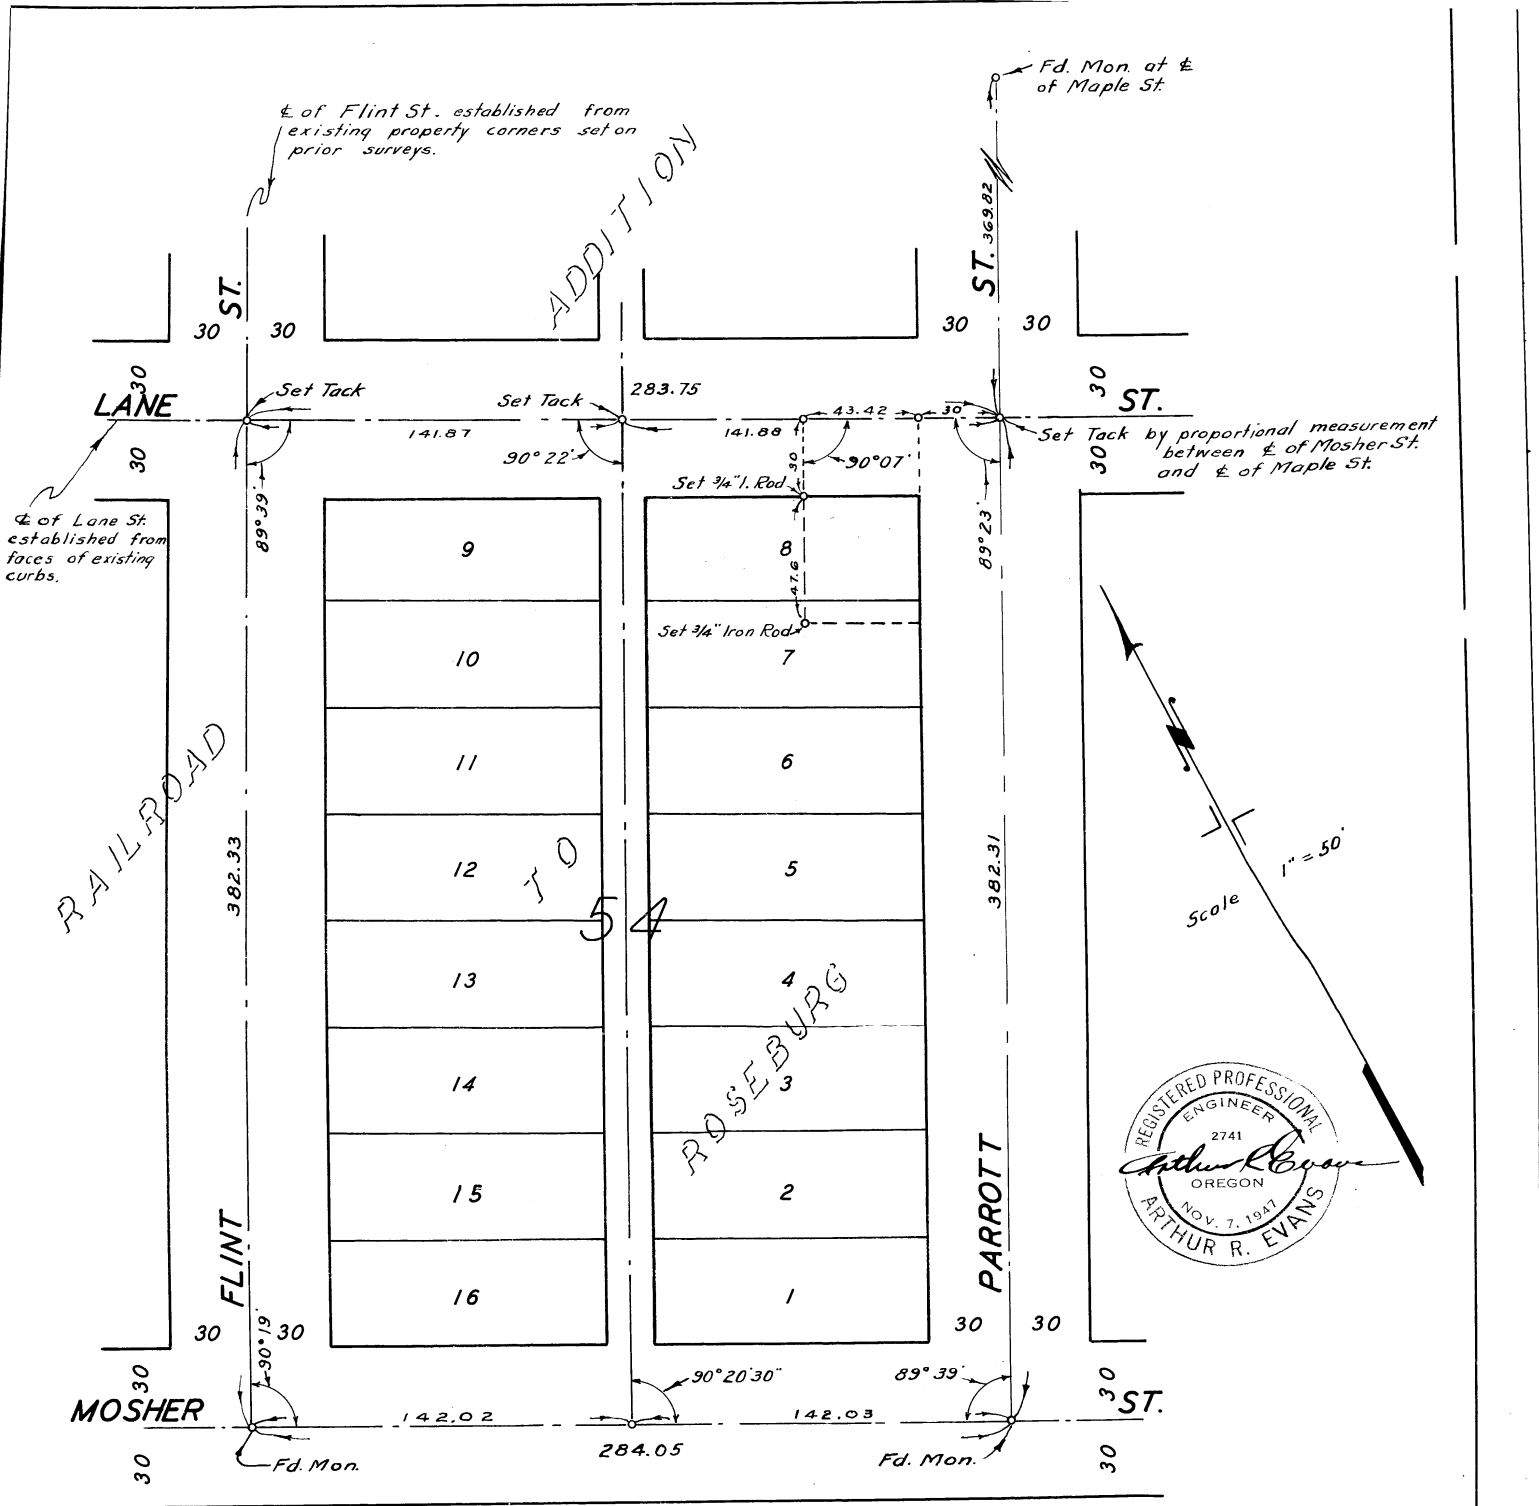 Fd. Mon. at ℄
of Maple St.
℄ of Flint St. established from
existing property corners set on
prior surveys.
ADDITION
ST.
ST. 369.82
30 30
30 30
30
30
LANE
ST.
Set Tack
Set Tack
283.75
43.42
30
141.87
141.88
90°22'
90°07'
30
30
30
Set Tack by proportional measurement
between ℄ of Mosher St.
and ℄ of Maple St.
Set 3/4" I. Rod
℄ of Lane St.
established from
faces of existing
curbs.
89°39'
89°23'
9
8
47.6
Set 3/4" Iron Rod
10
7
11
6
RAILROAD
382.33
382.31
12
TO
5
54
Scale 1" = 50'
13
4
ROSEBURG
14
3
15
2
16
1
FLINT
PARROTT
REGISTERED PROFESSIONAL
ENGINEER
2741
Arthur R Evans
OREGON
NOV. 7. 1947
ARTHUR R. EVANS
30 30
30 30
90°19'
90°20'30"
89°39'
30
30
MOSHER
ST.
142.02
142.03
284.05
30
30
Fd. Mon.
Fd. Mon.